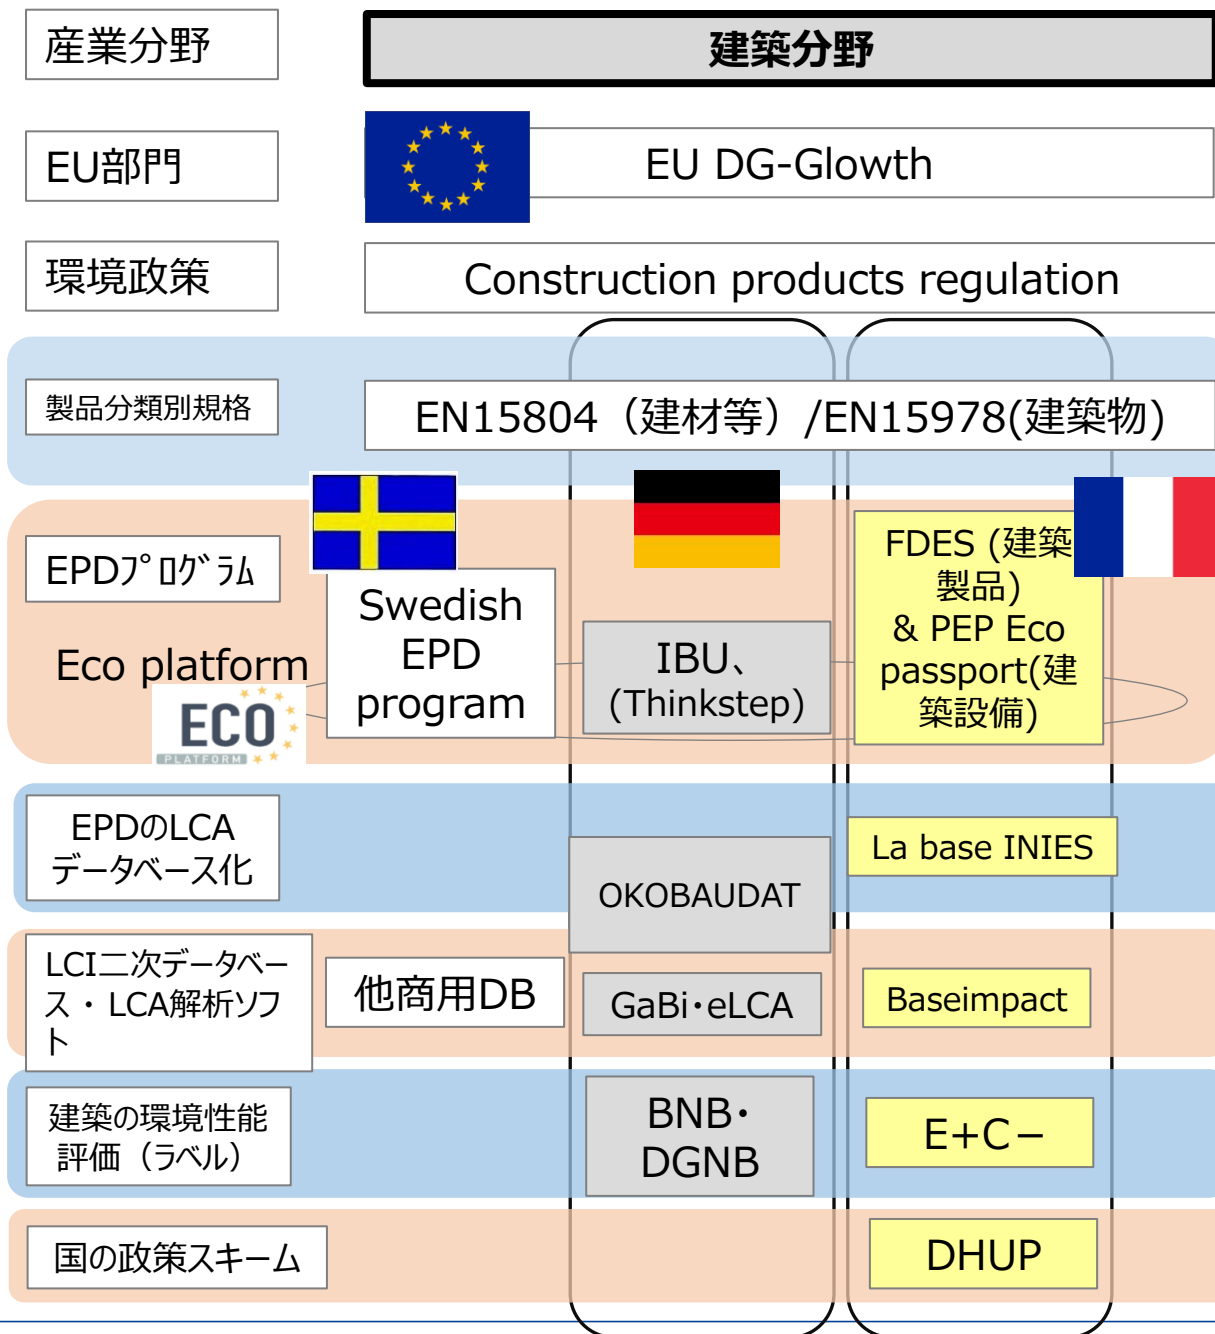 産業分野
建築分野
EU部門
EU DG-Glowth
環境政策
Construction products regulation
製品分類別規格
EN15804（建材等）/EN15978(建築物)
EPDﾌﾟﾛｸﾞﾗﾑ
Eco platform
ECO
PLATFORM
Swedish
EPD
program
IBU、
(Thinkstep)
FDES (建築
製品)
& PEP Eco
passport(建
築設備)
EPDのLCA
データベース化
OKOBAUDAT
La base INIES
LCI二次データベー
ス・LCA解析ソフ
ト
他商用DB
GaBi・eLCA
Baseimpact
建築の環境性能
評価（ラベル）
BNB・
DGNB
E+C−
国の政策スキーム
DHUP